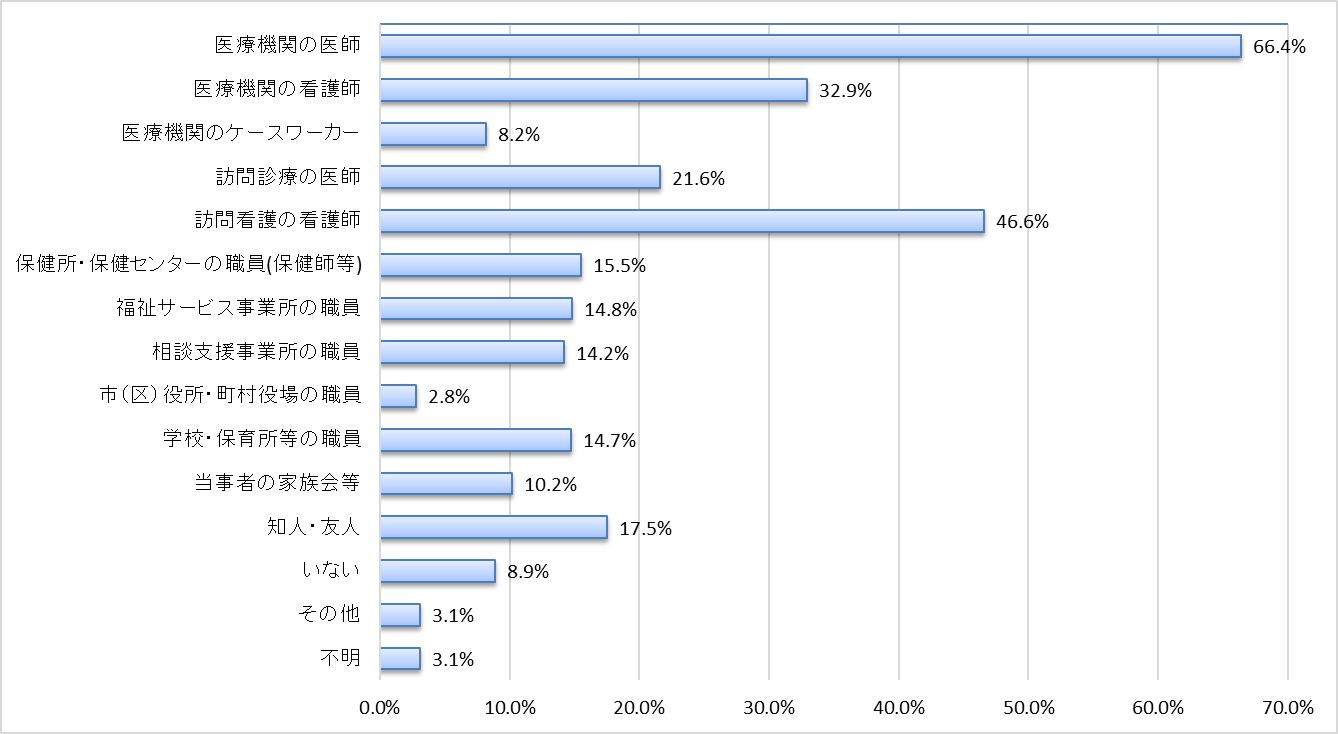 医療機関の医師 66.4%
医療機関の看護師 32.9%
医療機関のケースワーカー 8.2%
訪問診療の医師 21.6%
訪問看護の看護師 46.6%
保健所・保健センターの職員(保健師等) 15.5%
福祉サービス事業所の職員 14.8%
相談支援事業所の職員 14.2%
市（区）役所・町村役場の職員 2.8%
学校・保育所等の職員 14.7%
当事者の家族会等 10.2%
知人・友人 17.5%
いない 8.9%
その他 3.1%
不明 3.1%
0.0% 10.0% 20.0% 30.0% 40.0% 50.0% 60.0% 70.0%